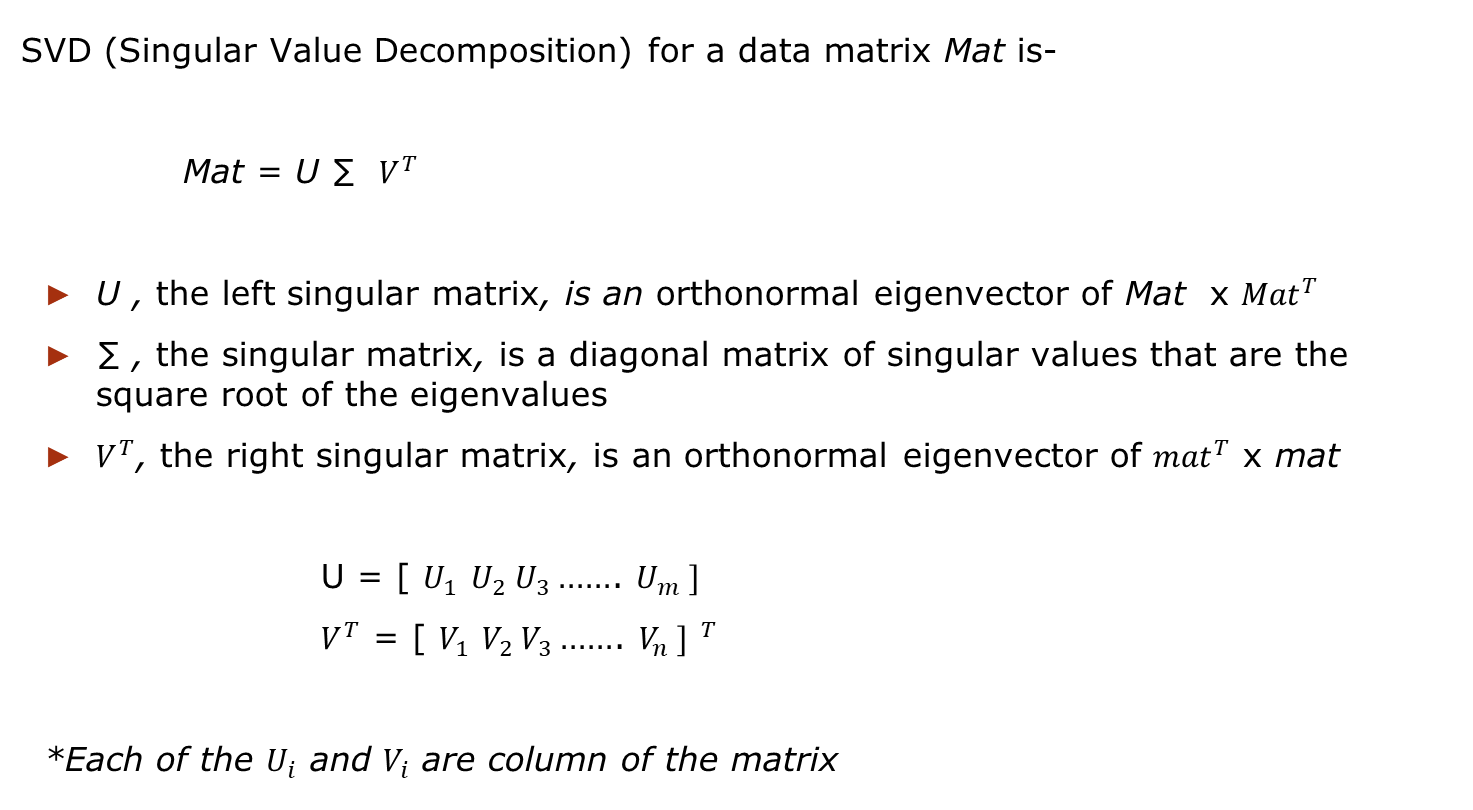 SVD (Singular Value Decomposition) for a data matrix Mat is-
Mat = U Σ V^T
► U , the left singular matrix, is an orthonormal eigenvector of Mat x Mat^T
► Σ , the singular matrix, is a diagonal matrix of singular values that are the
square root of the eigenvalues
► V^T, the right singular matrix, is an orthonormal eigenvector of mat^T x mat
U = [ U_1 U_2 U_3 ....... U_m ]
V^T = [ V_1 V_2 V_3 ....... V_n ] ^T
*Each of the U_i and V_i are column of the matrix